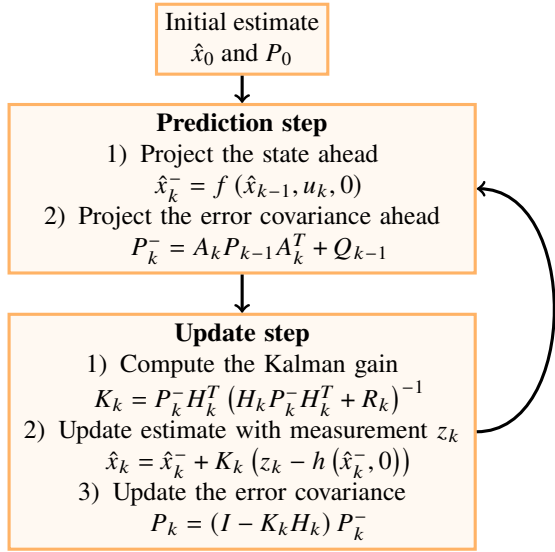 Initial estimate
x̂₀ and P₀
Prediction step
1) Project the state ahead
x̂ₖ⁻ = f (x̂ₖ₋₁, uₖ, 0)
2) Project the error covariance ahead
Pₖ⁻ = AₖPₖ₋₁Aₖᵀ + Qₖ₋₁
Update step
1) Compute the Kalman gain
Kₖ = Pₖ⁻Hₖᵀ (HₖPₖ⁻Hₖᵀ + Rₖ)⁻¹
2) Update estimate with measurement zₖ
x̂ₖ = x̂ₖ⁻ + Kₖ (zₖ − h (x̂ₖ⁻, 0))
3) Update the error covariance
Pₖ = (I − KₖHₖ) Pₖ⁻